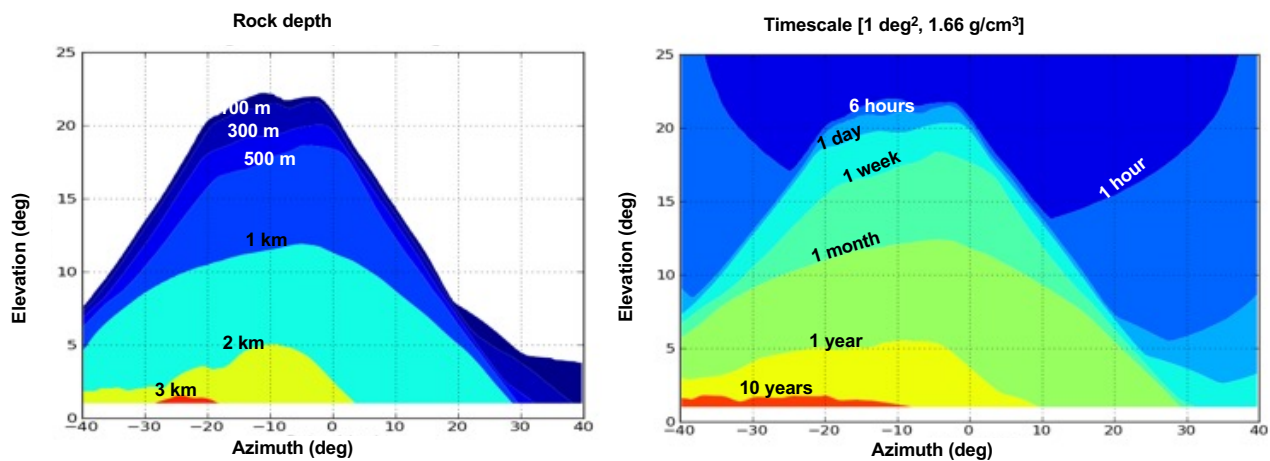 Rock depth
25
20
15
10
5
0
Elevation (deg)
100 m
300 m
500 m
1 km
2 km
3 km
−40
−30
−20
−10
0
10
20
30
40
Azimuth (deg)
Timescale [1 deg², 1.66 g/cm³]
25
20
15
10
5
0
Elevation (deg)
6 hours
1 day
1 week
1 hour
1 month
1 year
10 years
−40
−30
−20
−10
0
10
20
30
40
Azimuth (deg)